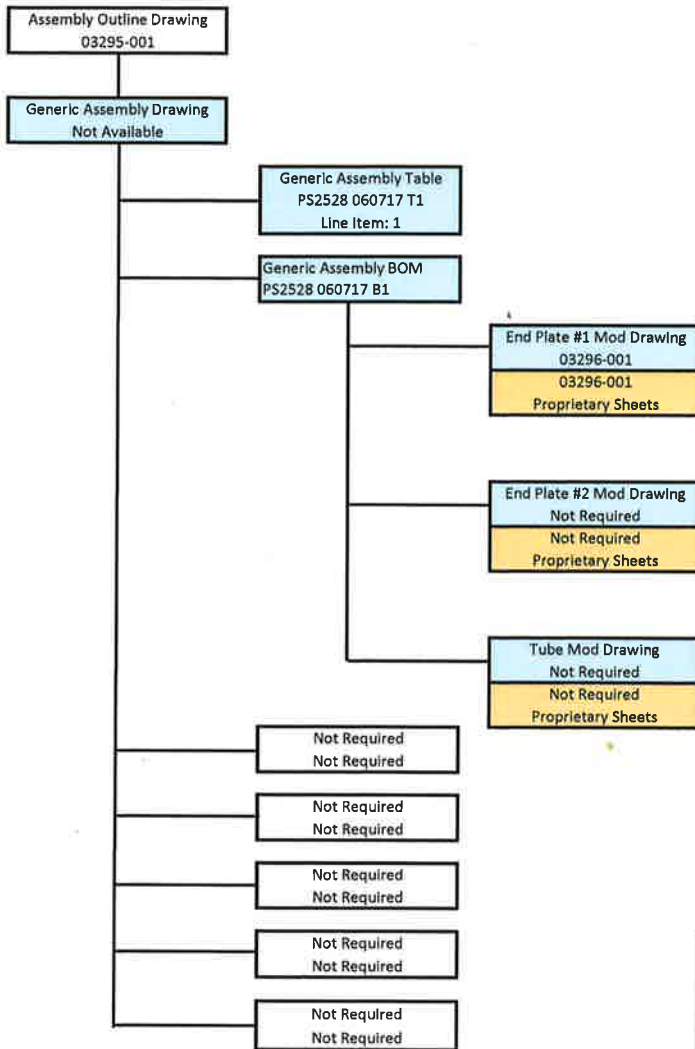 Assembly Outline Drawing
03295-001
Generic Assembly Drawing
Not Available
Generic Assembly Table
PS2528 060717 T1
Line Item: 1
Generic Assembly BOM
PS2528 060717 B1
End Plate #1 Mod Drawing
03296-001
03296-001
Proprietary Sheets
End Plate #2 Mod Drawing
Not Required
Not Required
Proprietary Sheets
Tube Mod Drawing
Not Required
Not Required
Proprietary Sheets
Not Required
Not Required
Not Required
Not Required
Not Required
Not Required
Not Required
Not Required
Not Required
Not Required